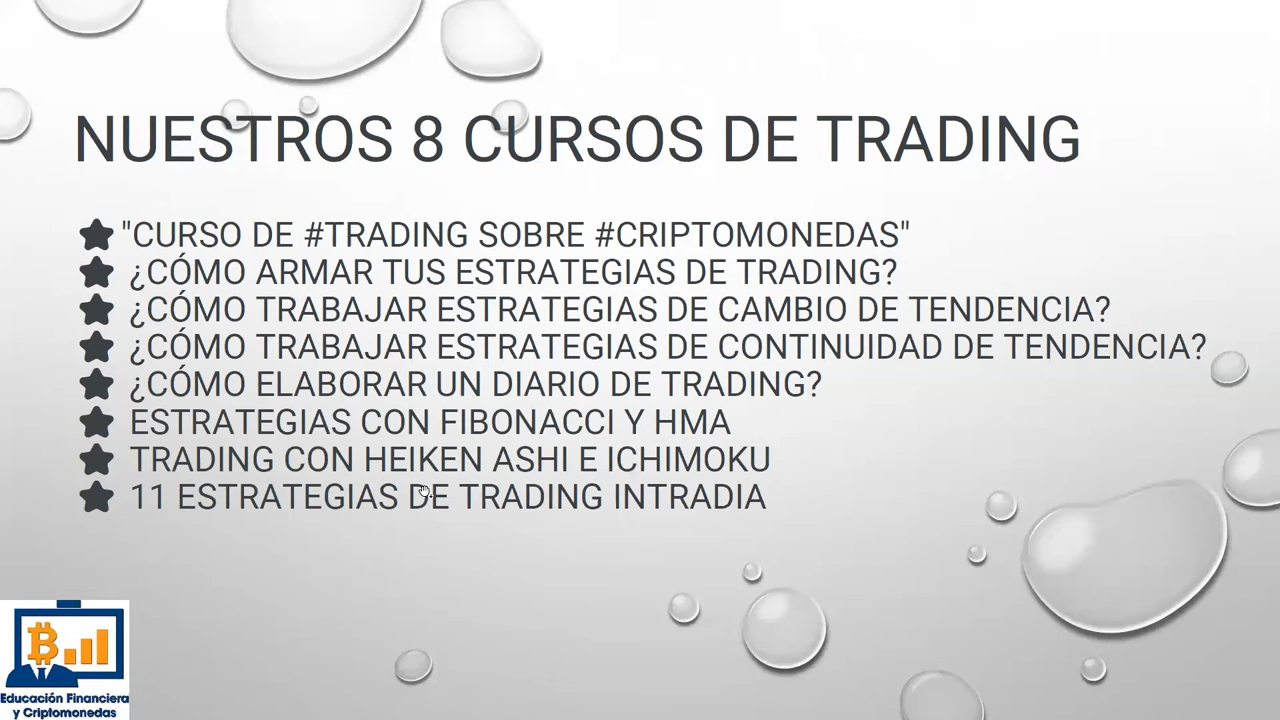 NUESTROS 8 CURSOS DE TRADING
"CURSO DE #TRADING SOBRE #CRIPTOMONEDAS"
¿CÓMO ARMAR TUS ESTRATEGIAS DE TRADING?
¿CÓMO TRABAJAR ESTRATEGIAS DE CAMBIO DE TENDENCIA?
¿CÓMO TRABAJAR ESTRATEGIAS DE CONTINUIDAD DE TENDENCIA?
¿CÓMO ELABORAR UN DIARIO DE TRADING?
ESTRATEGIAS CON FIBONACCI Y HMA
TRADING CON HEIKEN ASHI E ICHIMOKU
11 ESTRATEGIAS DE TRADING INTRADIA
Educación Financiera
y Criptomonedas